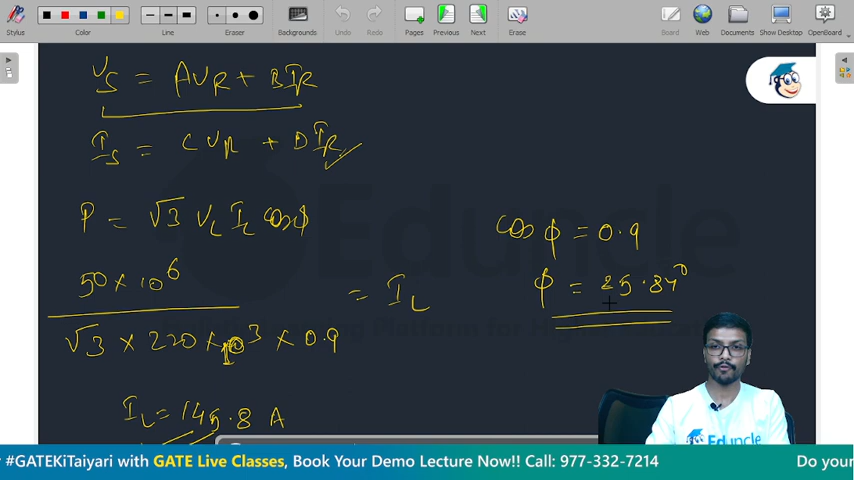 Stylus
Color
Line
Eraser
Backgrounds
Undo
Redo
Pages
Previous
Next
Erase
Board
Web
Documents
Show Desktop
OpenBoard
VS = AVR + BIR
IS = CVR + DIR
P = √3 VL IL cosϕ
cos ϕ = 0.9
50 × 10^6
= IL
ϕ = 25.84°
√3 × 220 × 10^3 × 0.9
IL = 145.8 A
Eduncle
#GATEKiTaiyari with GATE Live Classes, Book Your Demo Lecture Now!! Call: 977-332-7214
Do your